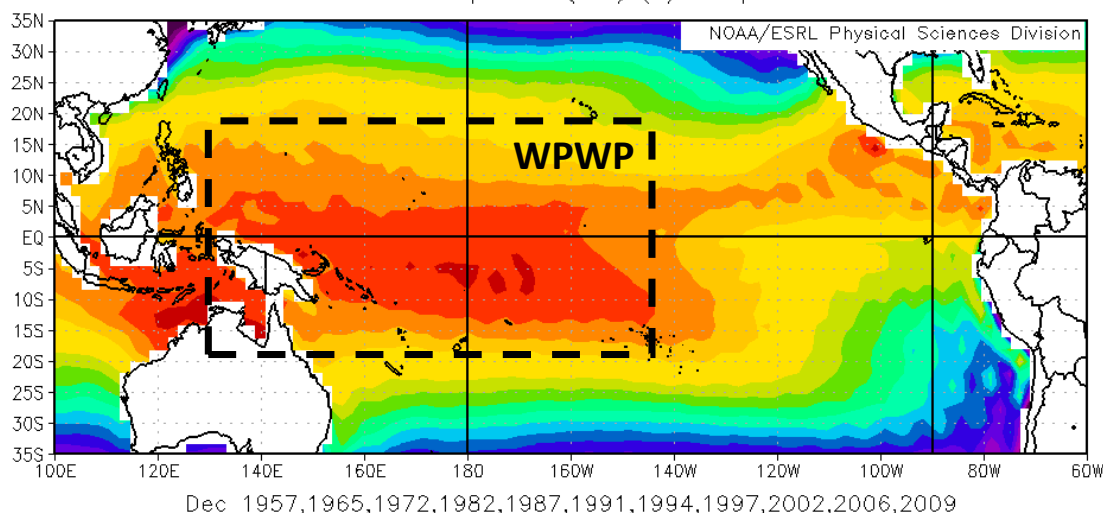 NOAA/ESRL Physical Sciences Division
35N
30N
25N
20N
15N
WPWP
10N
5N
EQ
5S
10S
15S
20S
25S
30S
35S
100E 120E 140E 160E 180 160W 140W 120W 100W 80W 60W
Dec 1957,1965,1972,1982,1987,1991,1994,1997,2002,2006,2009